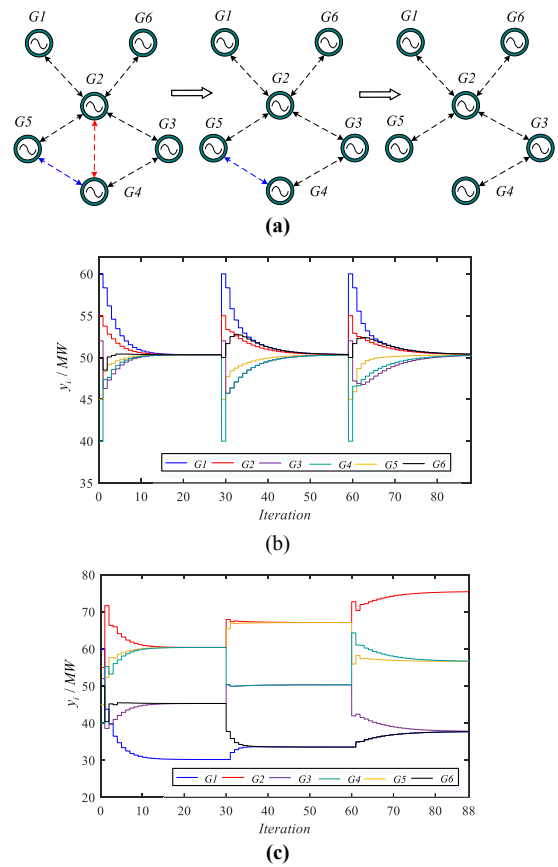 G1 G6 G1 G6 G1 G6
G2 G2 G2
G5 G3 G5 G3 G5 G3
G4 G4 G4
(a)
60
55
50
45
40
35
y_i / MW
0 10 20 30 40 50 60 70 80
Iteration
G1 G2 G3 G4 G5 G6
(b)
80
70
60
50
40
30
20
y_i / MW
0 10 20 30 40 50 60 70 80 88
Iteration
G1 G2 G3 G4 G5 G6
(c)